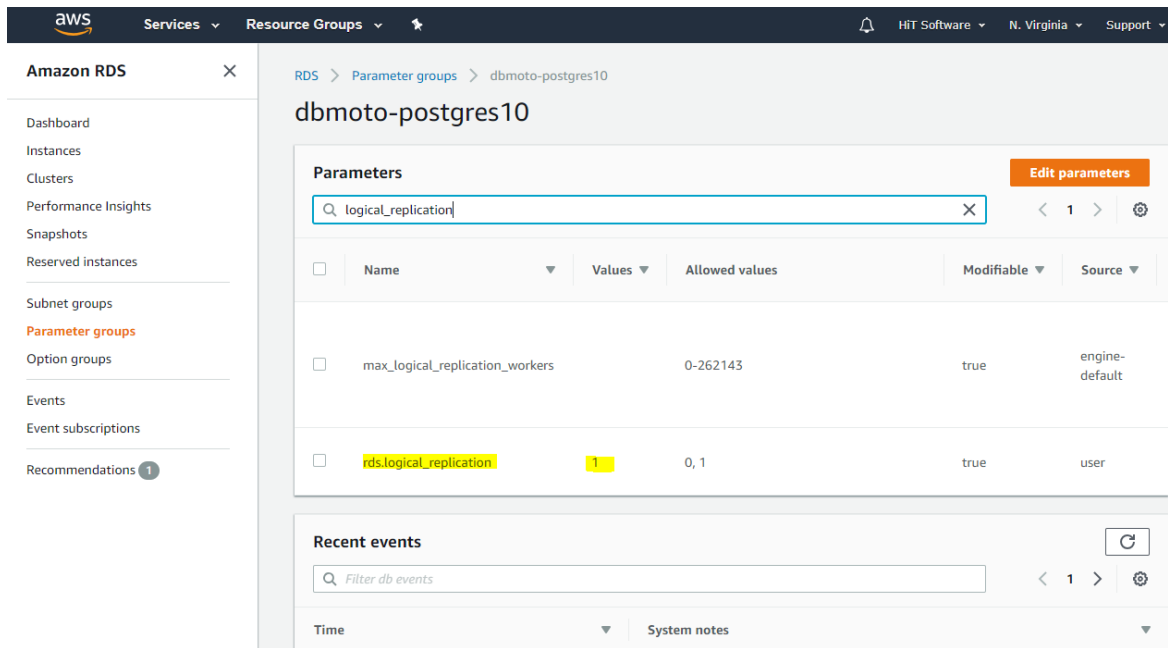 aws Services Resource Groups HiT Software N. Virginia Support
Amazon RDS
Dashboard
Instances
Clusters
Performance Insights
Snapshots
Reserved instances
Subnet groups
Parameter groups
Option groups
Events
Event subscriptions
Recommendations 1
RDS > Parameter groups > dbmoto-postgres10
dbmoto-postgres10
Parameters
Edit parameters
logical_replication
1
Name Values Allowed values Modifiable Source
max_logical_replication_workers 0-262143 true engine-
default
rds.logical_replication 1 0, 1 true user
Recent events
Filter db events
1
Time System notes